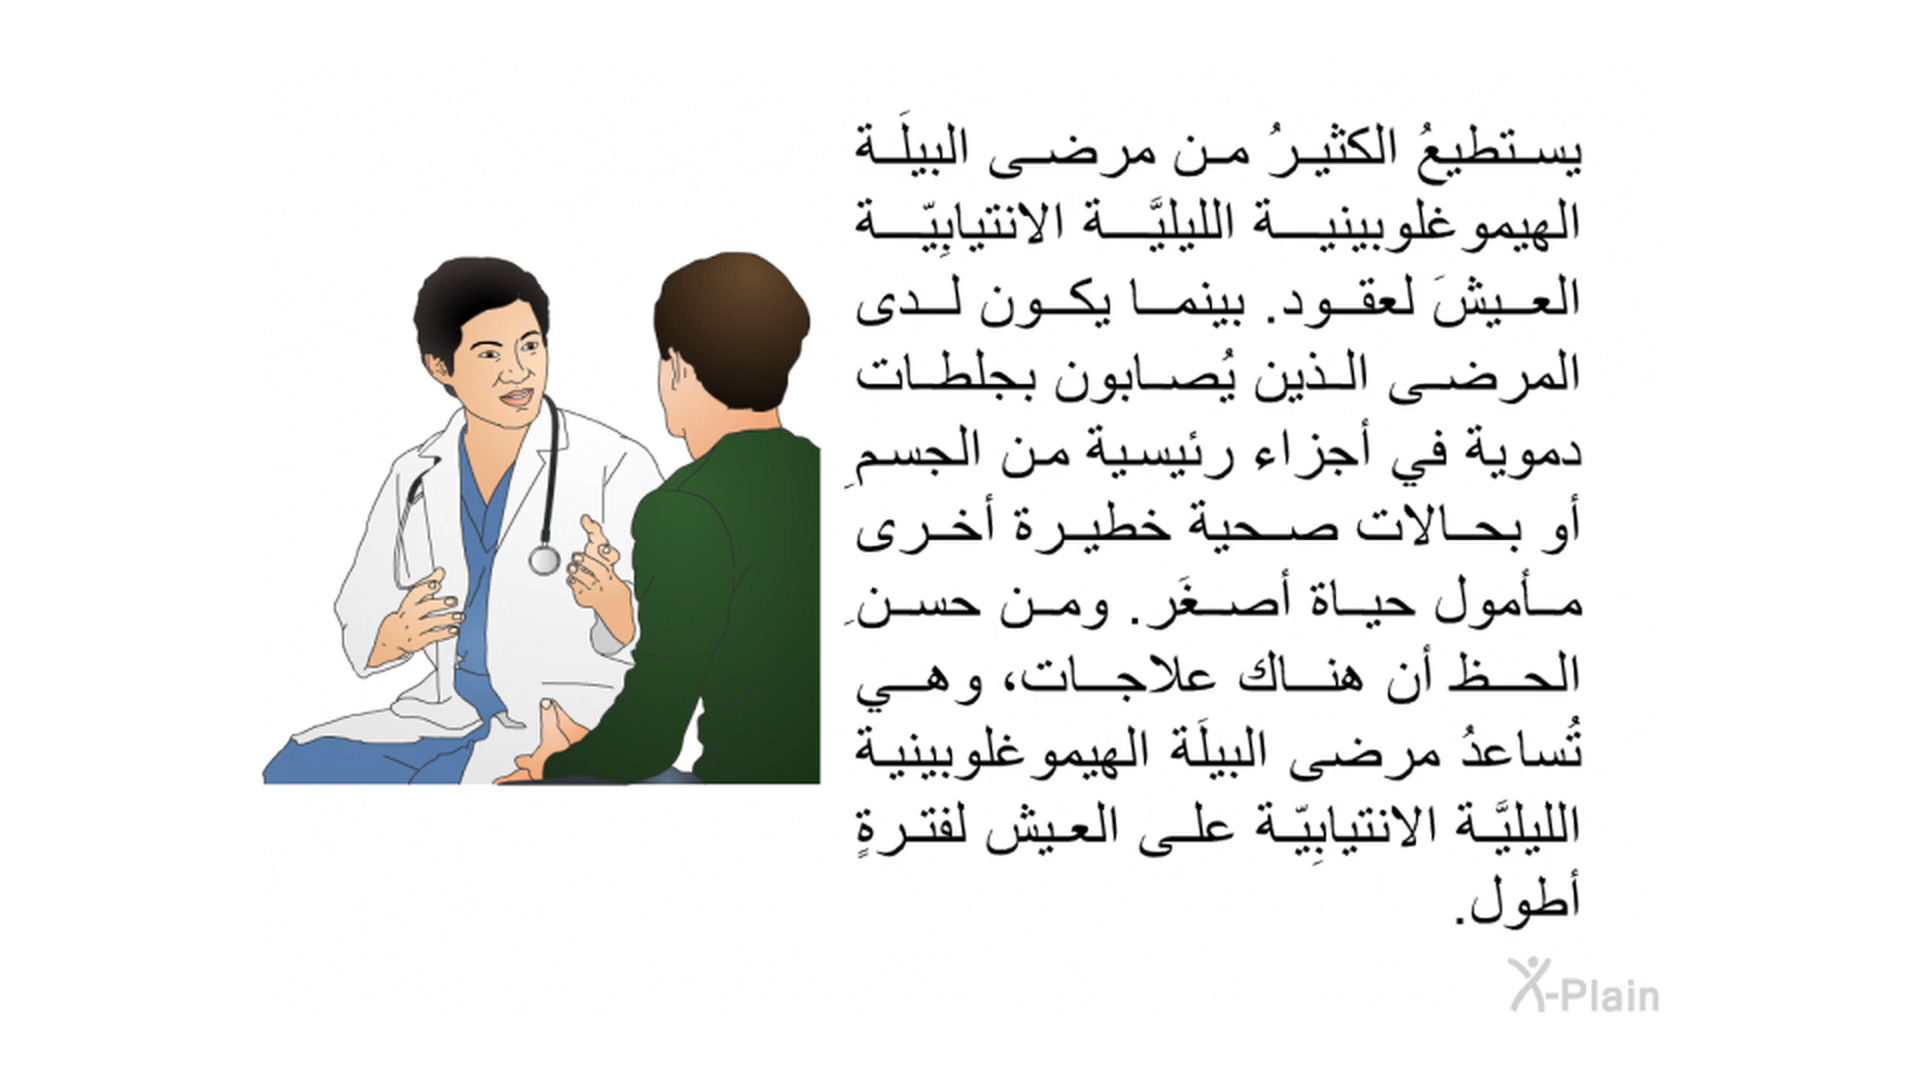 يستطيعُ الكثيرُ من مرضى البيلَة
الهيموغلوبينية الليليَّة الانتيابِيّة
العيشَ لعقود. بينما يكون لدى
المرضى الذين يُصابون بجلطات
دموية في أجزاء رئيسية من الجسمِ
أو بحالات صحية خطيرة أخرى
مأمول حياة أصغَر. ومن حسنِ
الحظ أن هناك علاجات، وهي
تُساعدُ مرضى البيلَة الهيموغلوبينية
الليليَّة الانتيابِيّة على العيش لفترةٍ
أطول.
X-Plain